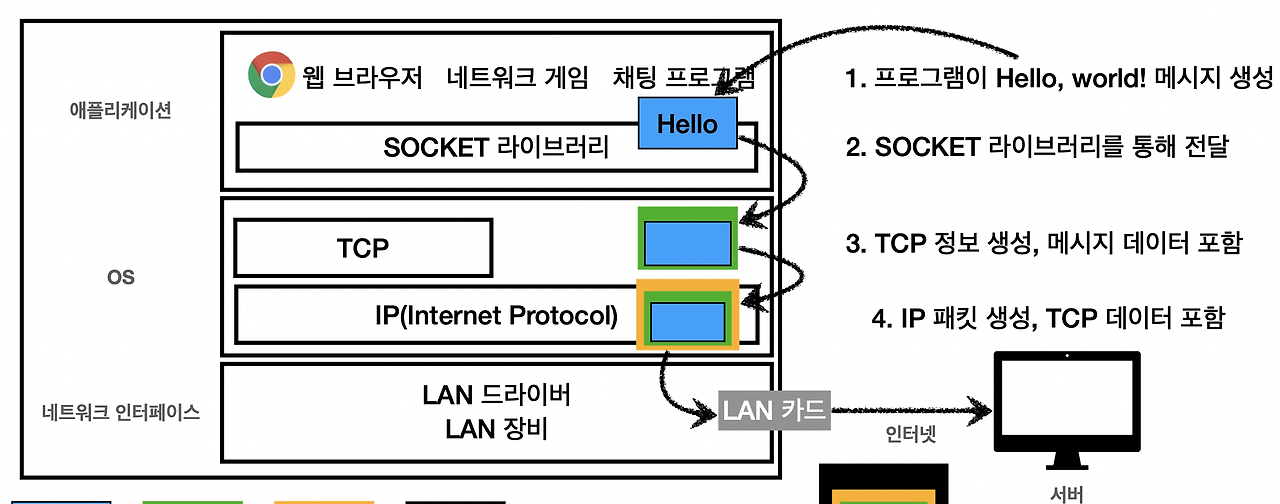 웹 브라우저 네트워크 게임 채팅 프로그램
1. 프로그램이 Hello, world! 메시지 생성
애플리케이션
Hello
SOCKET 라이브러리
2. SOCKET 라이브러리를 통해 전달
TCP
3. TCP 정보 생성, 메시지 데이터 포함
OS
IP(Internet Protocol)
4. IP 패킷 생성, TCP 데이터 포함
네트워크 인터페이스
LAN 드라이버
LAN 장비
LAN 카드
인터넷
서버